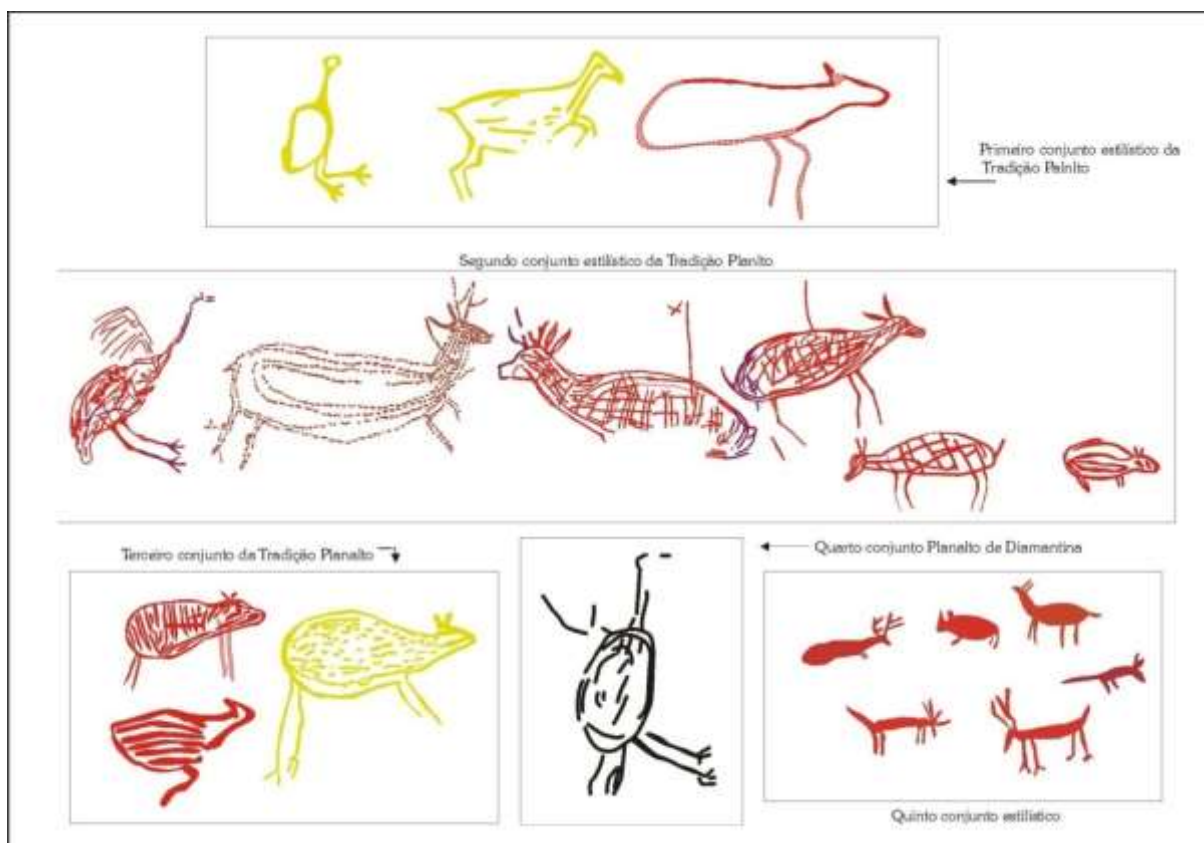 Primeiro conjunto estilístico da
Tradição Palnlto
Segundo conjunto estilístico da Tradição Planlto
Terceiro conjunto da Tradição Planalto
Quarto conjunto Planalto de Diamantina
Quinto conjunto estilístico